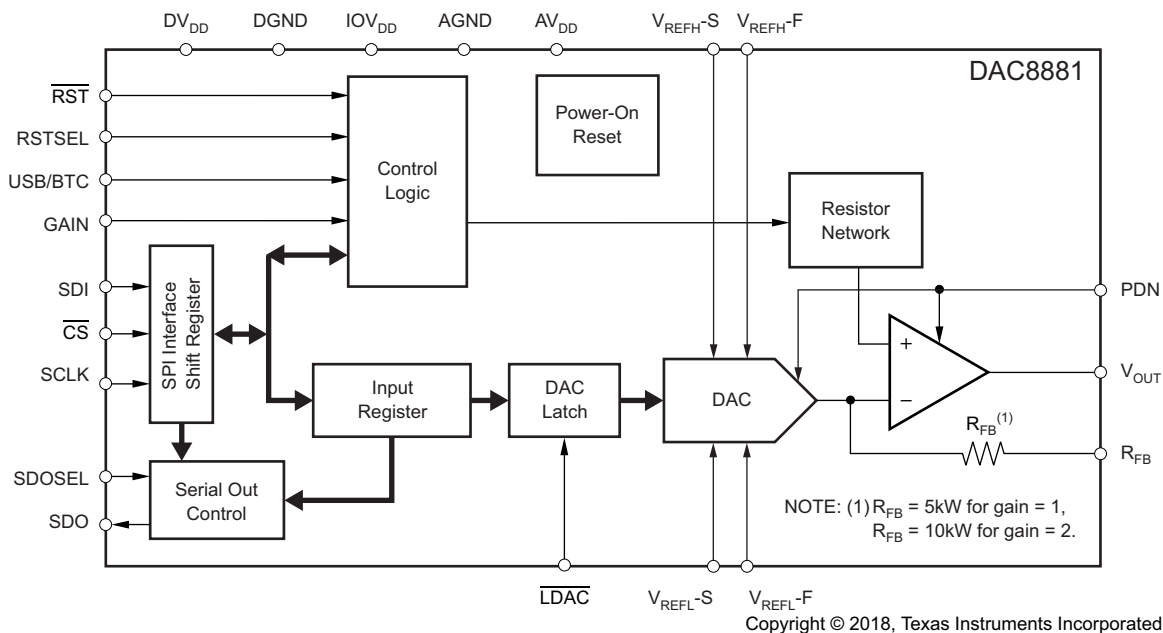 DV_DD DGND IOV_DD AGND AV_DD V_REFH-S V_REFH-F
DAC8881
R̅S̅T̅
RSTSEL
USB/BTC
GAIN
Control
Logic
Power-On
Reset
Resistor
Network
SDI
C̅S̅
SCLK
SPI Interface
Shift Register
PDN
+
−
V_OUT
Input
Register
DAC
Latch
DAC
R_FB^(1)
R_FB
SDOSEL
SDO
Serial Out
Control
NOTE: (1) R_FB = 5kW for gain = 1,
R_FB = 10kW for gain = 2.
L̅D̅A̅C̅ V_REFL-S V_REFL-F
Copyright © 2018, Texas Instruments Incorporated